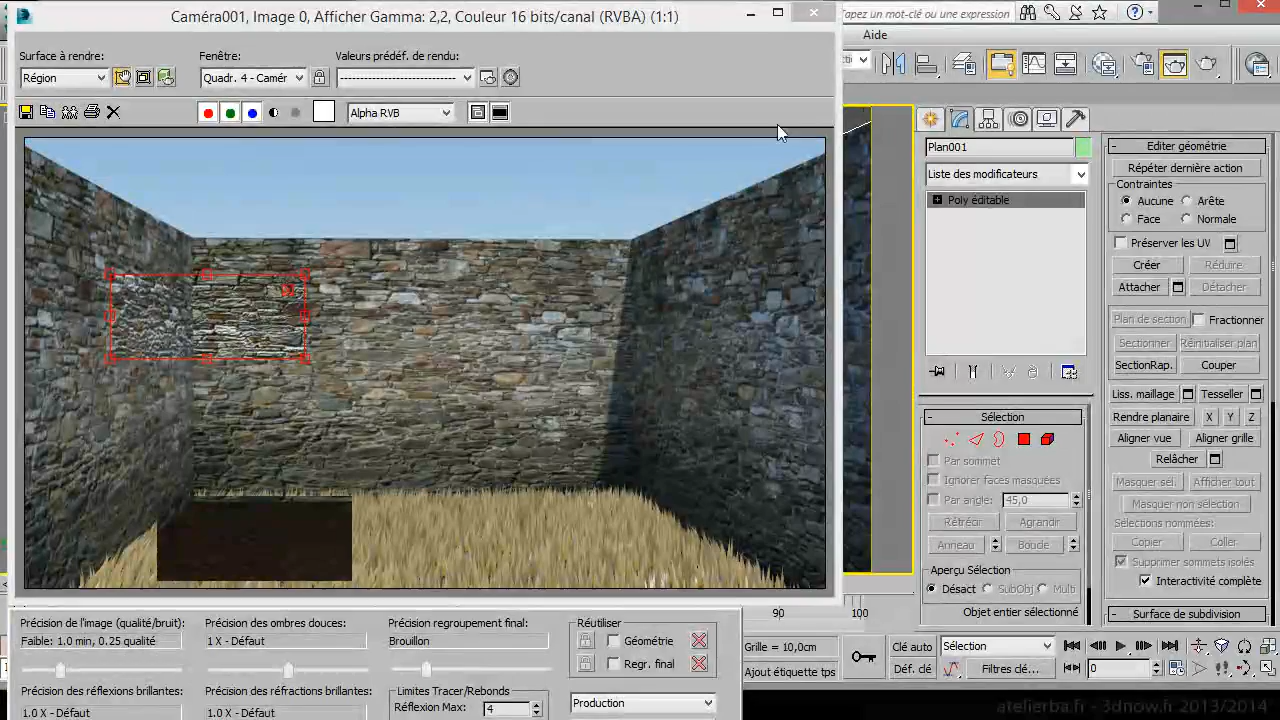 Caméra001, Image 0, Afficher Gamma: 2,2, Couleur 16 bits/canal (RVBA) (1:1)
Tapez un mot-clé ou une expression
Aide
Surface à rendre:
Fenêtre:
Valeurs prédéf. de rendu:
Région
Quadr. 4 - Camér
Alpha RVB
Plan001
Liste des modificateurs
Poly éditable
Sélection
Par sommet
Ignorer faces masquées
Par angle:
45,0
Rétrécir
Agrandir
Anneau
Boucle
Aperçu Sélection
Désact
SubObj
Multi
Objet entier sélectionné
Editer géométrie
Répéter dernière action
Contraintes
Aucune
Arête
Face
Normale
Préserver les UV
Créer
Réduire
Attacher
Détacher
Plan de section
Fractionner
Sectionner
Réinitialiser plan
SectionRap.
Couper
Liss. maillage
Tesseller
Rendre planaire
X
Y
Z
Aligner vue
Aligner grille
Relâcher
Masquer sel.
Afficher tout
Masquer non sélection
Sélections nommées:
Copier
Coller
Supprimer sommets isolés
Interactivité complète
Surface de subdivision
Précision de l'image (qualité/bruit):
Faible: 1.0 min, 0.25 qualité
Précision des ombres douces:
1 X - Défaut
Précision regroupement final:
Brouillon
Réutiliser
Géométrie
Regr. final
Précision des réflexions brillantes:
1.0 X - Défaut
Précision des réfractions brillantes:
1.0 X - Défaut
Limites Tracer/Rebonds
Réflexion Max:
4
Production
90
100
Grille = 10,0cm
Ajout étiquette tps
Clé auto
Sélection
Déf. clé
Filtres clé...
0
atelierba.fi - 3dnow.fi 2013/2014